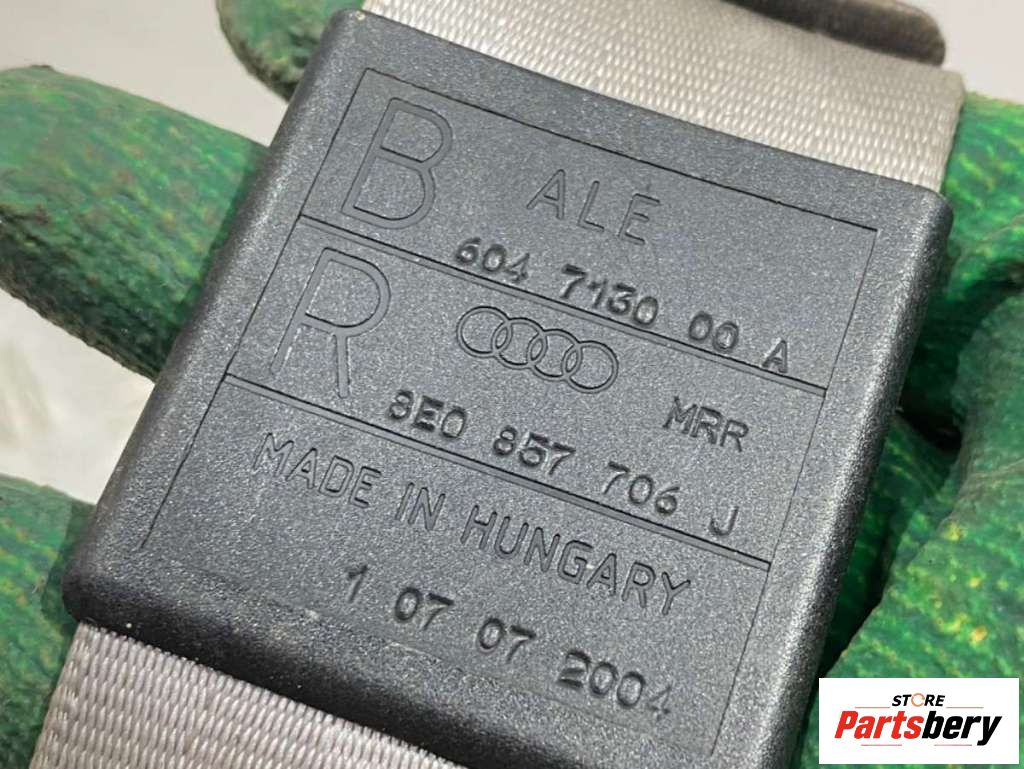 B ALE
604 7130 00 A
R MRR
8E0 857 706 J
MADE IN HUNGARY
1 07 07 2004
STORE
Partsbery